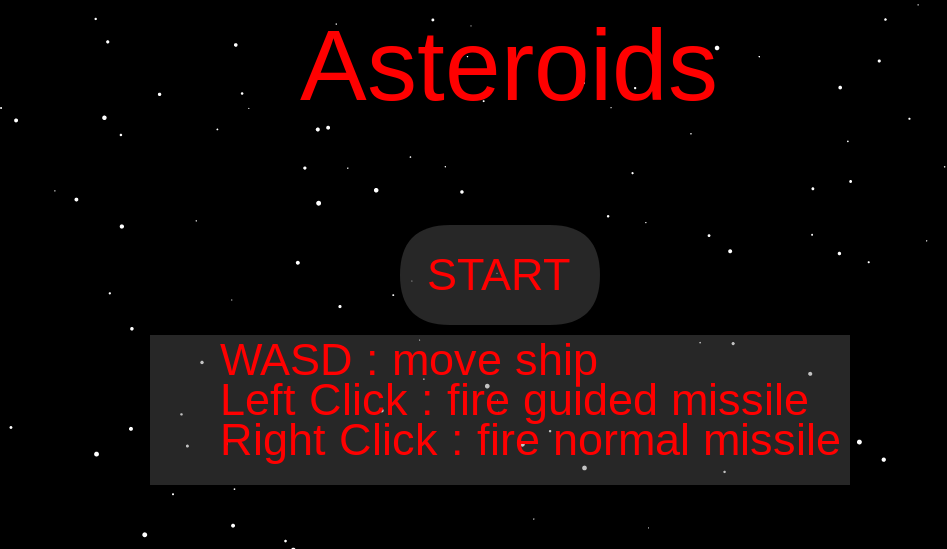 Asteroids
START
WASD : move ship
Left Click : fire guided missile
Right Click : fire normal missile